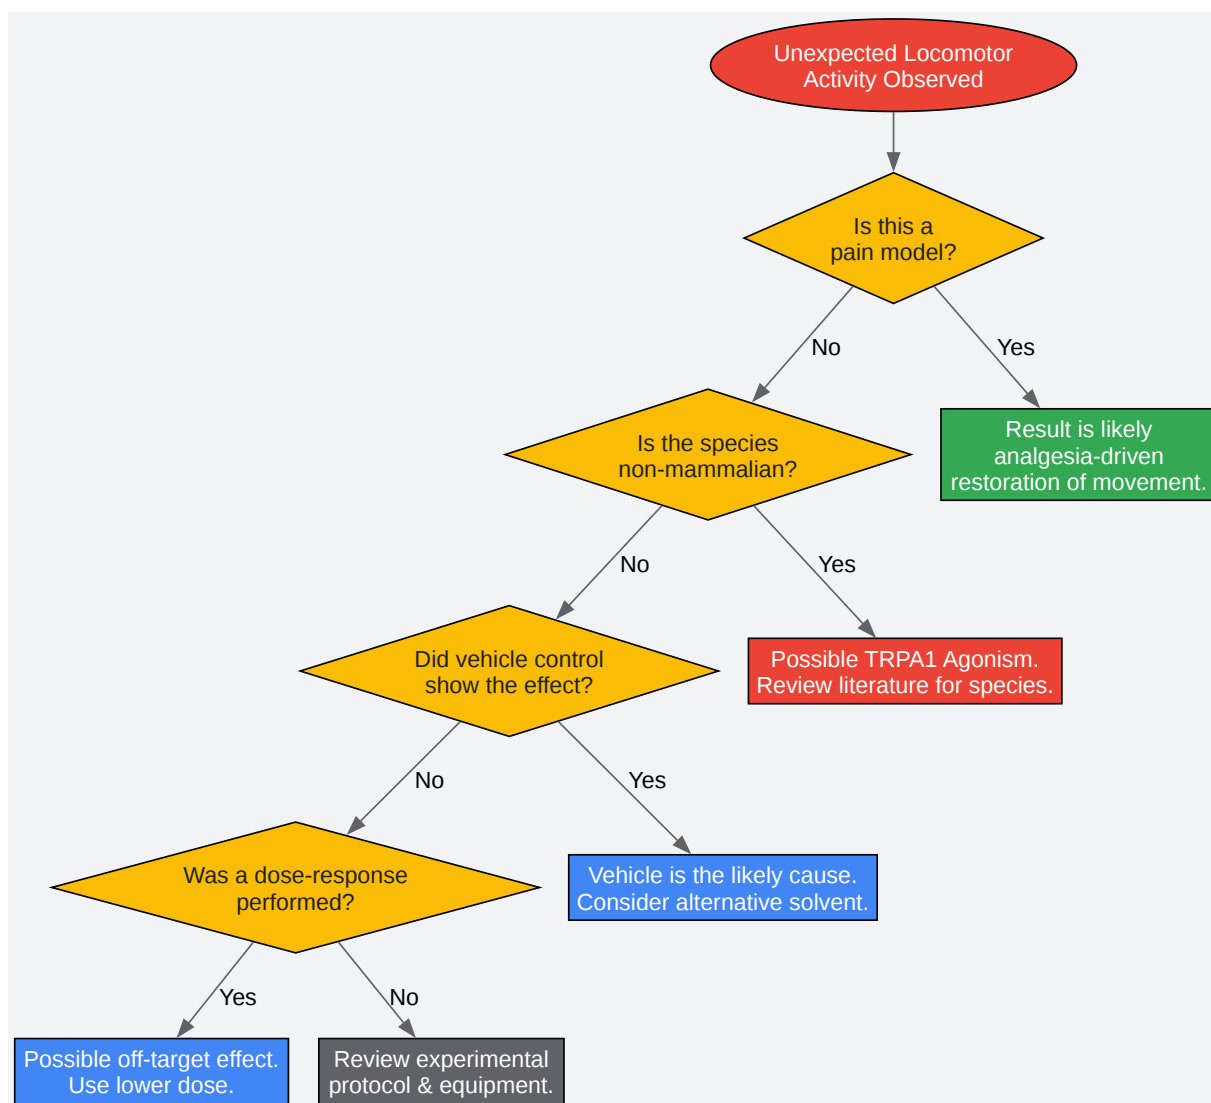 Unexpected Locomotor
Activity Observed
Is this a
pain model?
No
Yes
Is the species
non-mammalian?
Result is likely
analgesia-driven
restoration of movement.
No
Yes
Did vehicle control
show the effect?
Possible TRPA1 Agonism.
Review literature for species.
No
Yes
Was a dose-response
performed?
Vehicle is the likely cause.
Consider alternative solvent.
Yes
No
Possible off-target effect.
Use lower dose.
Review experimental
protocol & equipment.